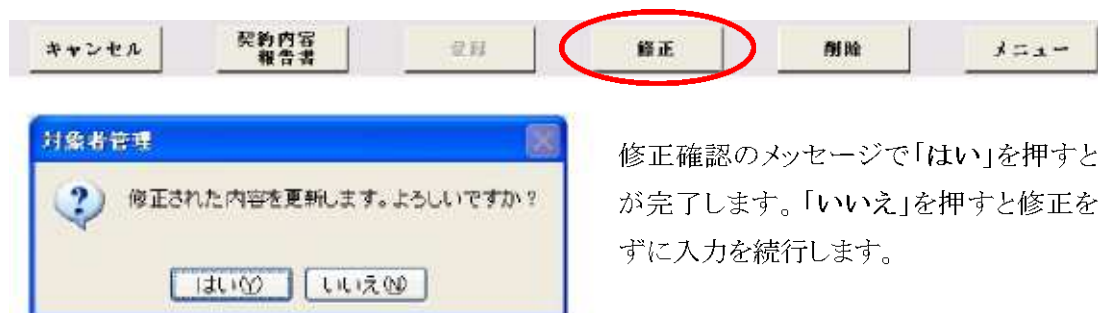 キャンセル
契約内容
報告書
登録
修正
削除
メニュー
対象者管理
修正された内容を更新します。よろしいですか?
はい(Y)
いいえ(N)
修正確認のメッセージで「はい」を押すと
が完了します。「いいえ」を押すと修正を
ずに入力を続行します。